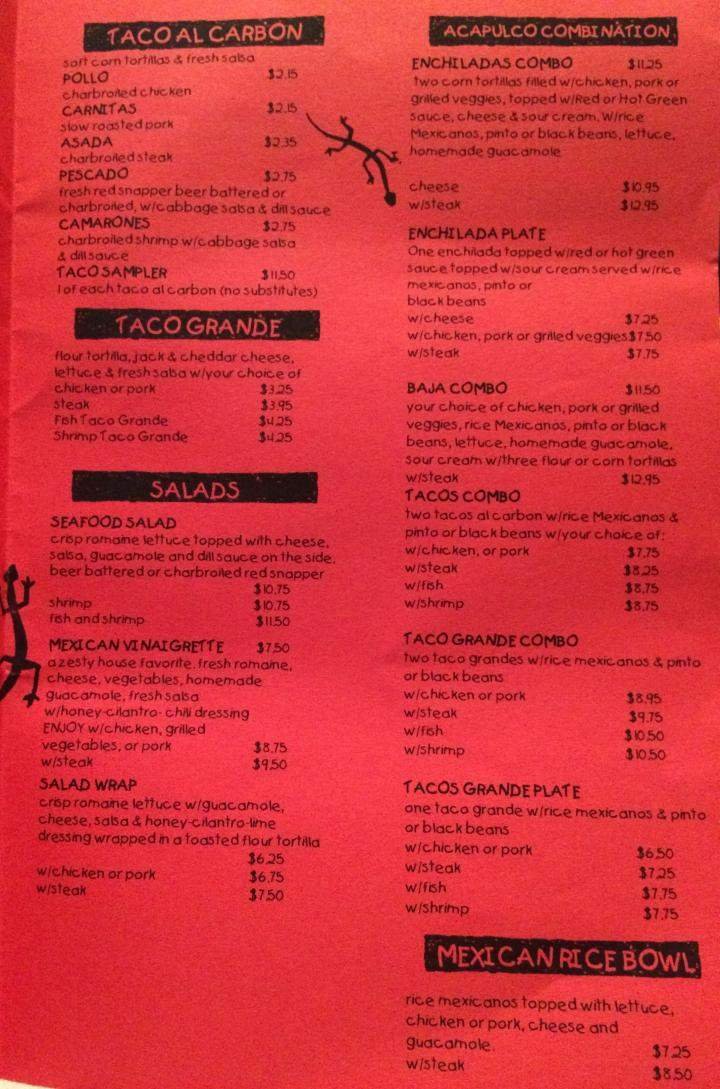 TACO AL CARBON
soft corn tortillas & fresh salsa
POLLO $2.15
charbroiled chicken
CARNITAS $2.15
slow roasted pork
ASADA $2.35
charbroiled steak
PESCADO $2.75
fresh red snapper beer battered or
charbroiled, w/cabbage salsa & dill sauce
CAMARONES $2.75
charbroiled shrimp w/cabbage salsa
& dill sauce
TACO SAMPLER $11.50
1 of each taco al carbon (no substitutes)
TACO GRANDE
flour tortilla, jack & cheddar cheese,
lettuce & fresh salsa w/your choice of
chicken or pork $3.25
steak $3.95
Fish Taco Grande $4.25
Shrimp Taco Grande $4.25
SALADS
SEAFOOD SALAD
crisp romaine lettuce topped with cheese,
salsa, guacamole and dill sauce on the side.
beer battered or charbroiled red snapper
$10.75
shrimp $10.75
fish and shrimp $11.50
MEXICAN VINAIGRETTE $7.50
a zesty house favorite. fresh romaine,
cheese, vegetables, homemade
guacamole, fresh salsa
w/honey-cilantro- chili dressing
ENJOY w/chicken, grilled
vegetables, or pork $8.75
w/steak $9.50
SALAD WRAP
crisp romaine lettuce w/guacamole,
cheese, salsa & honey-cilantro-lime
dressing wrapped in a toasted flour tortilla
$6.25
w/chicken or pork $6.75
w/steak $7.50
ACAPULCO COMBINATION
ENCHILADAS COMBO $11.25
two corn tortillas filled w/chicken, pork or
grilled veggies, topped w/Red or Hot Green
sauce, cheese & sour cream. W/rice
Mexicanos, pinto or black beans, lettuce,
homemade guacamole
cheese $10.95
w/steak $12.95
ENCHILADA PLATE
One enchilada topped w/red or hot green
sauce topped w/sour cream served w/rice
mexicanos, pinto or
black beans
w/cheese $7.25
w/chicken, pork or grilled veggies$7.50
w/steak $7.75
BAJA COMBO $11.50
your choice of chicken, pork or grilled
veggies, rice Mexicanos, pinto or black
beans, lettuce, homemade guacamole,
sour cream w/three flour or corn tortillas
w/steak $12.95
TACOS COMBO
two tacos al carbon w/rice Mexicanos &
pinto or black beans w/your choice of:
w/chicken, or pork $7.75
w/steak $8.25
w/fish $8.75
w/shrimp $8.75
TACO GRANDE COMBO
two taco grandes w/rice mexicanos & pinto
or black beans
w/chicken or pork $8.95
w/steak $9.75
w/fish $10.50
w/shrimp $10.50
TACOS GRANDE PLATE
one taco grande w/rice mexicanos & pinto
or black beans
w/chicken or pork $6.50
w/steak $7.25
w/fish $7.75
w/shrimp $7.75
MEXICAN RICE BOWL
rice mexicanos topped with lettuce,
chicken or pork, cheese and
guacamole. $7.25
w/steak $8.50